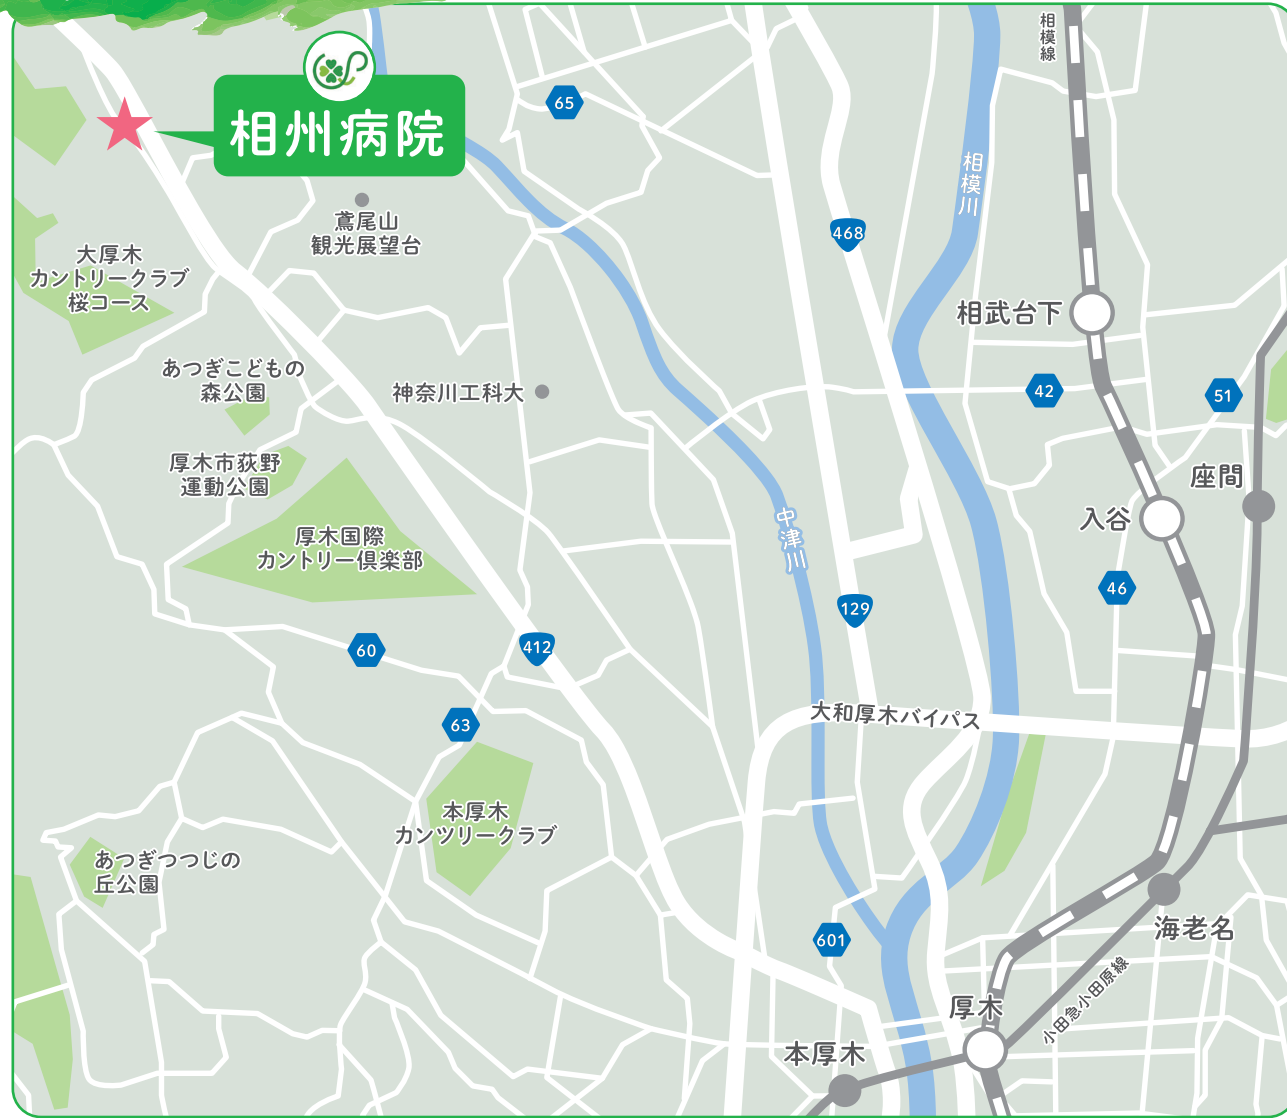 相模線
65
相州病院
相模川
鳶尾山
観光展望台
468
大厚木
カントリークラブ
桜コース
相武台下
あつぎこどもの
森公園
神奈川工科大
42
51
厚木市荻野
運動公園
座間
入谷
中津川
厚木国際
カントリー倶楽部
46
129
60
412
63
大和厚木バイパス
本厚木
カンツリークラブ
あつぎつつじの
丘公園
601
海老名
小田急小田原線
厚木
本厚木